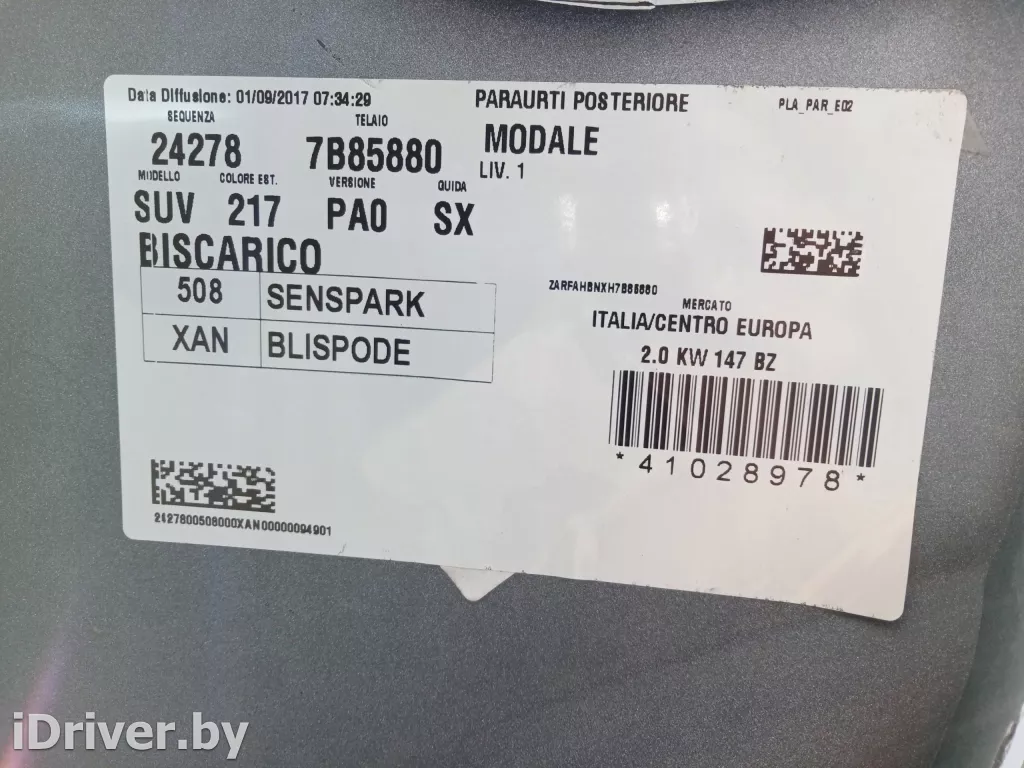 Data Diffusione: 01/09/2017 07:34:29
PARAURTI POSTERIORE
PLA_PAR_E02
SEQUENZA TELAIO
24278 7B85880
MODALE
LIV. 1
MODELLO COLORE EST. VERSIONE GUIDA
SUV 217 PA0 SX
BISCARICO
508 SENSPARK
XAN BLISPODE
ZARFAHBNXH7B85880
MERCATO
ITALIA/CENTRO EUROPA
2.0 KW 147 BZ
*41028978*
2427800508000XAN00000094901
iDriver.by